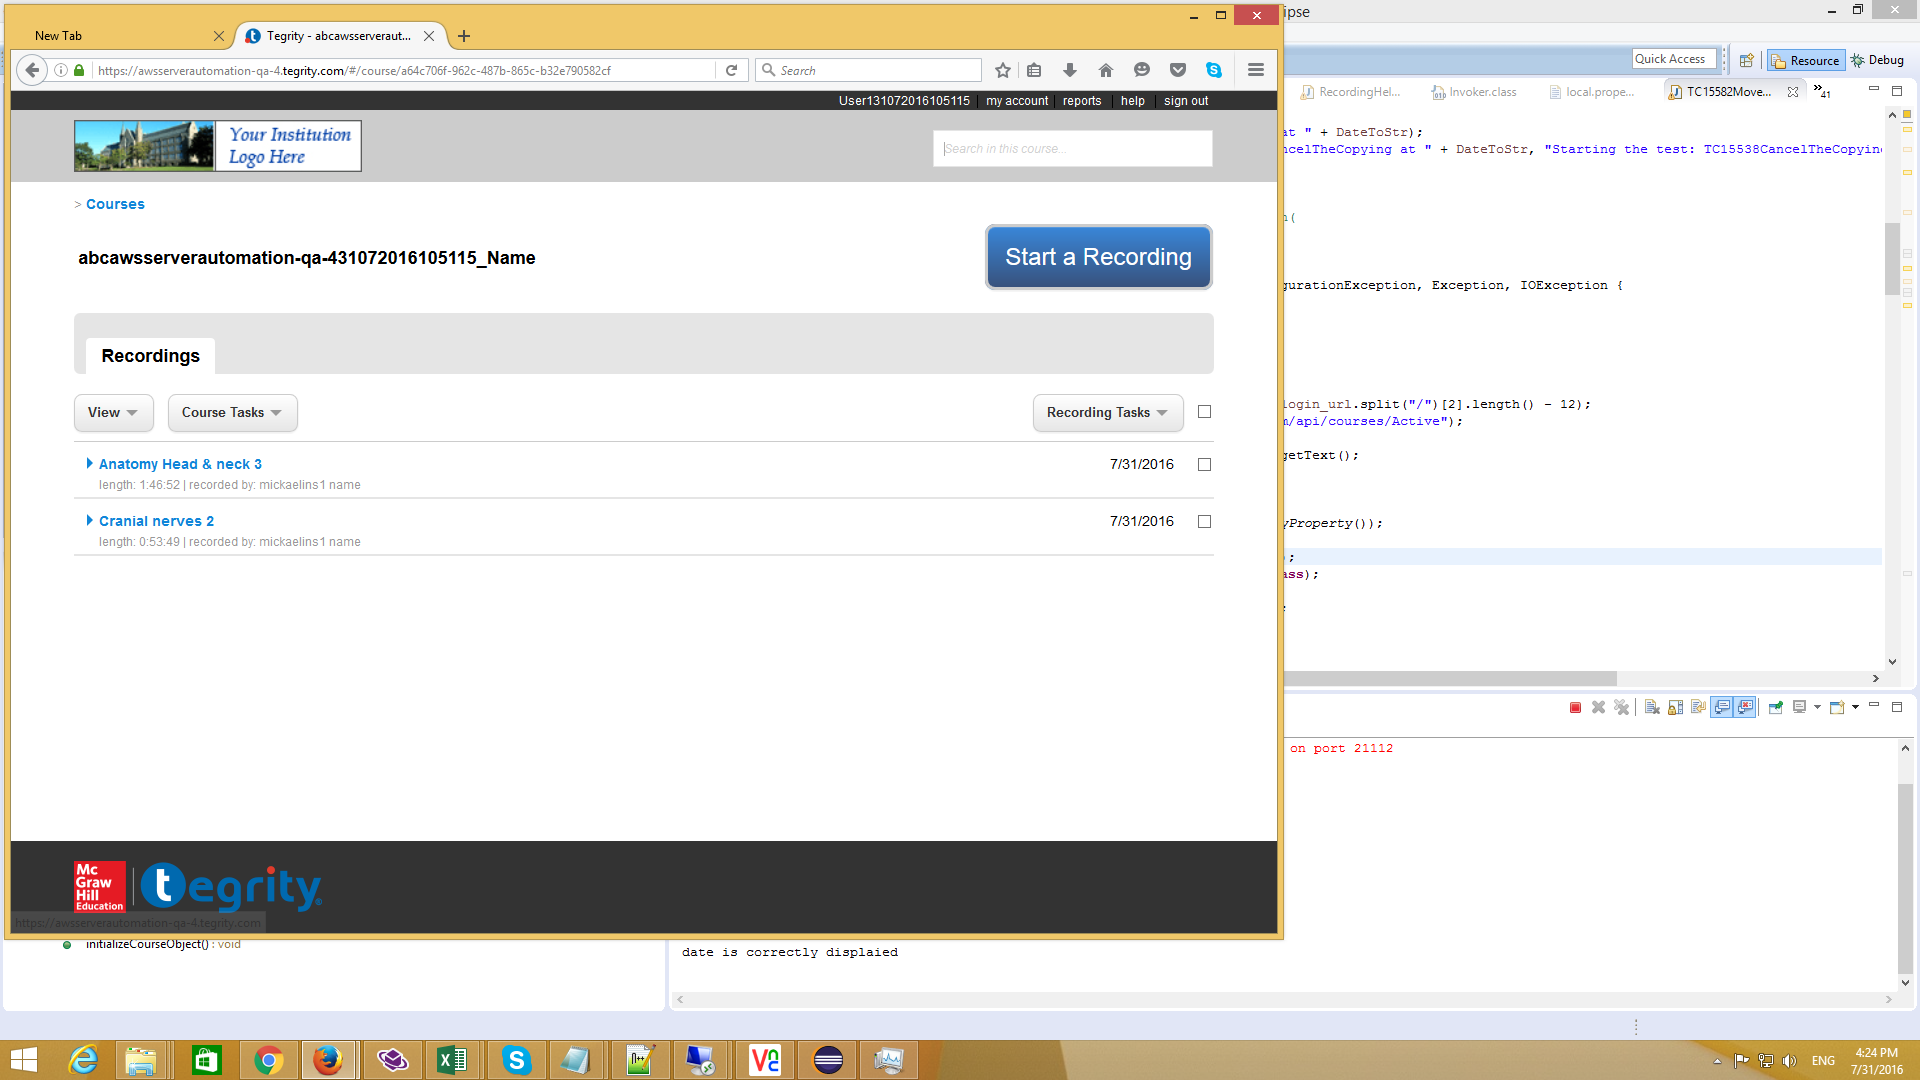 ipse
New Tab
Tegrity - abcawsserveraut...
https://awsserverautomation-qa-4.tegrity.com/#/course/a64c706f-962c-487b-865c-b32e790582cf
Search
Quick Access
Resource
Debug
User131072016105115
my account
reports
help
sign out
RecordingHel...
Invoker.class
local.prope...
TC15582Move...
41
Your Institution
Logo Here
Search in this course...
> Courses
abcawsserverautomation-qa-431072016105115_Name
Start a Recording
Recordings
View
Course Tasks
Recording Tasks
Anatomy Head & neck 3
7/31/2016
length: 1:46:52 | recorded by: mickaelins1 name
Cranial nerves 2
7/31/2016
length: 0:53:49 | recorded by: mickaelins1 name
at " + DateToStr);
ncelTheCopying at " + DateToStr, "Starting the test: TC15538CancelTheCopying
n(
gurationException, Exception, IOException {
login_url.split("/")[2].length() - 12);
m/api/courses/Active");
getText();
yProperty());
;
ass);
;
on port 21112
Mc
Graw
Hill
Education
tegrity
https://awsserverautomation-qa-4.tegrity.com
initializeCourseObject() : void
date is correctly displaied
ENG
4:24 PM
7/31/2016